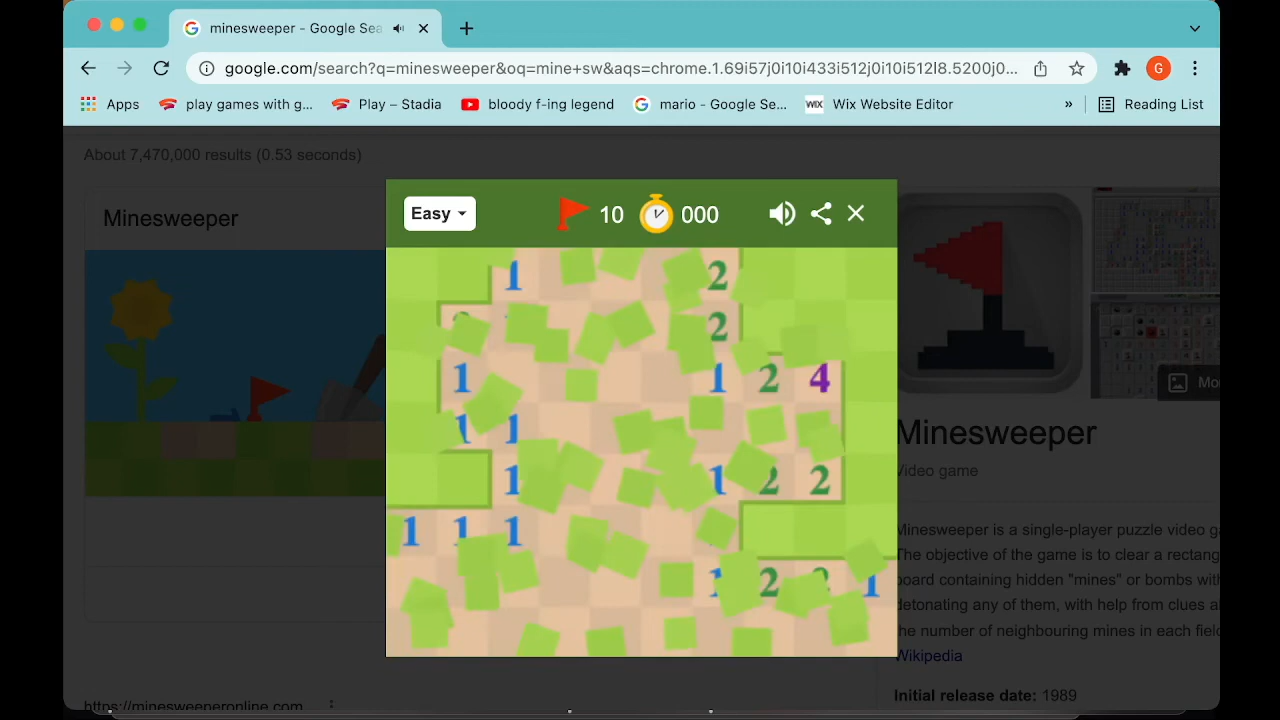 minesweeper - Google Sea
google.com/search?q=minesweeper&oq=mine+sw&aqs=chrome.1.69i57j0i10i433i512j0i10i512l8.5200j0...
G
Apps
play games with g...
Play – Stadia
blordy f-ing legend
mario - Google Se...
WIX
Wix Website Editor
»
Reading List
About 7,470,000 results (0.53 seconds)
Minesweeper
Easy
10
000
1 2
2
1 1 2 4
1 1
1 1 2 2
1 1 1
1 2 2 1
Mo
Minesweeper
Video game
Minesweeper is a single-player puzzle video g
The objective of the game is to clear a rectang
board containing hidden "mines" or bombs wit
detonating any of them, with help from clues a
the number of neighbouring mines in each fiel
Wikipedia
Initial release date: 1989
https://minesweeperonline.com